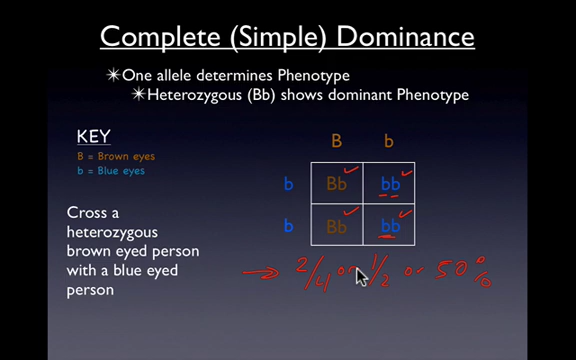 Complete (Simple) Dominance
✴One allele determines Phenotype
✴Heterozygous (Bb) shows dominant Phenotype
KEY
B = Brown eyes
b = Blue eyes
B b
b Bb bb
b Bb bb
Cross a
heterozygous
brown eyed person
with a blue eyed
person
→ 2/4 or 1/2 or 50%